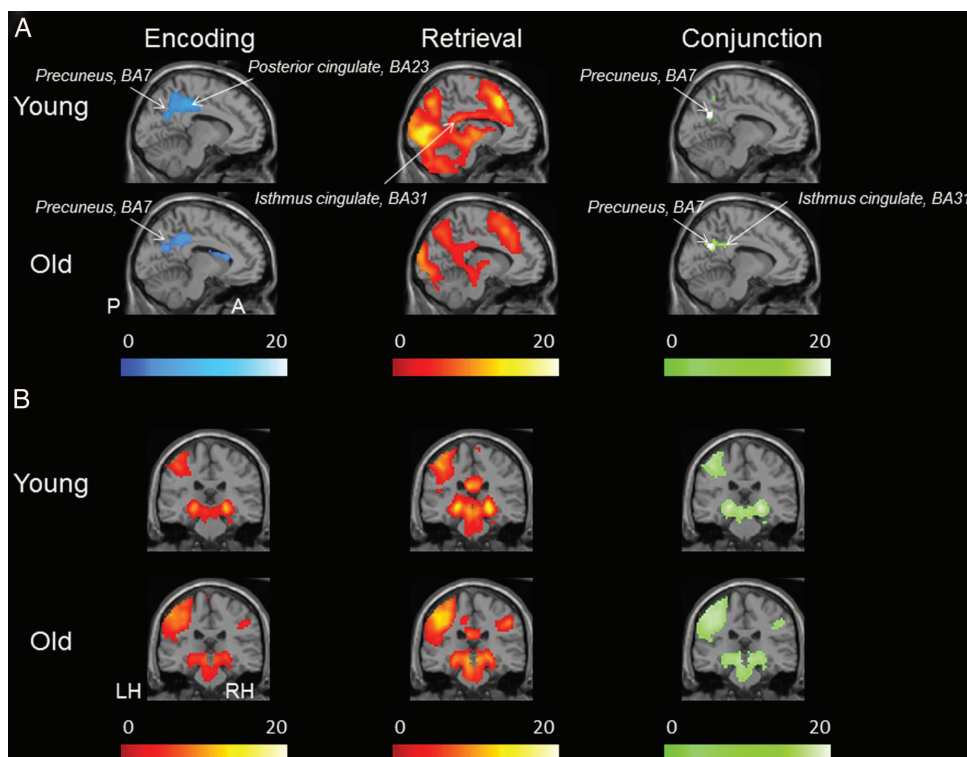 A
Encoding
Retrieval
Conjunction
Precuneus, BA7
Posterior cingulate, BA23
Precuneus, BA7
Young
Precuneus, BA7
Isthmus cingulate, BA31
Precuneus, BA7
Isthmus cingulate, BA31
Old
P
A
0 20
0 20
0 20
B
Young
Old
LH
RH
0 20
0 20
0 20